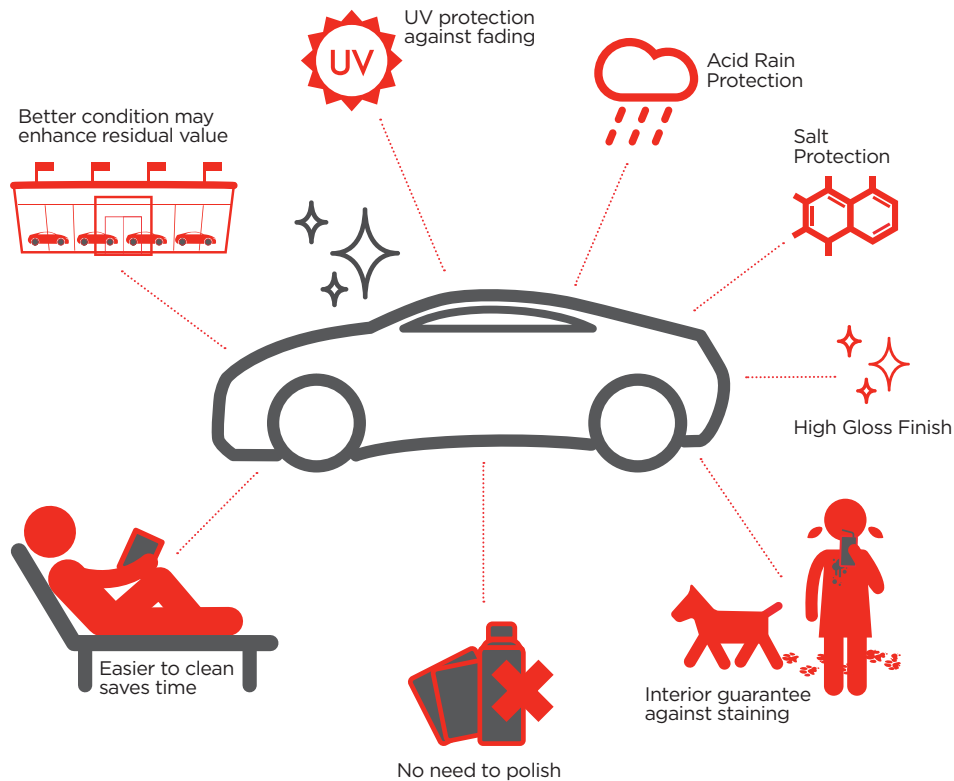 UV protection
against fading
UV
Acid Rain
Protection
Better condition may
enhance residual value
Salt
Protection
High Gloss Finish
Easier to clean
saves time
Interior guarantee
against staining
No need to polish